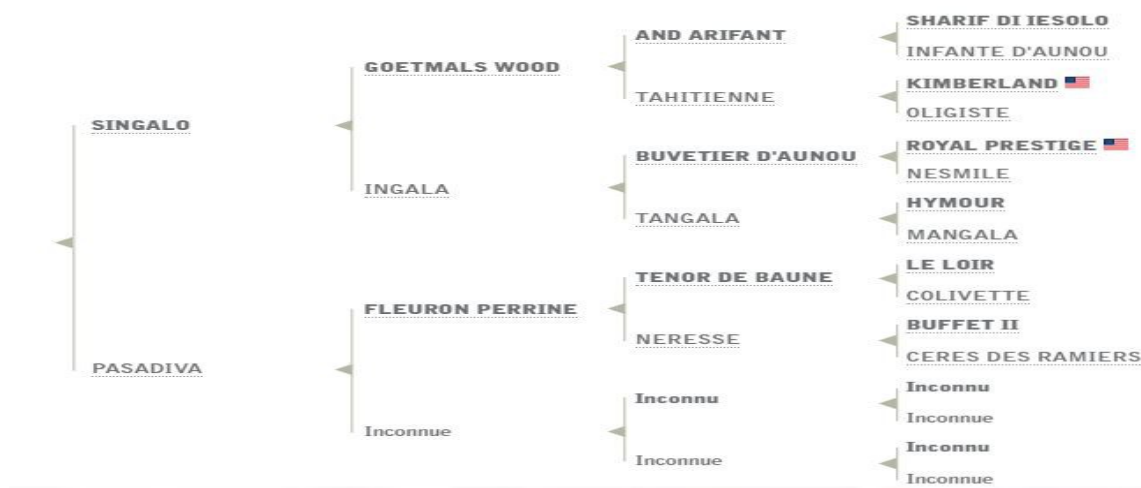 SINGALO
PASADIVA
GOETMALS WOOD
INGALA
FLEURON PERRINE
Inconnue
AND ARIFANT
TAHITIENNE
BUVETIER D'AUNOU
TANGALA
TENOR DE BAUNE
NERESSE
Inconnu
Inconnue
SHARIF DI IESOLO
INFANTE D'AUNOU
KIMBERLAND
OLIGISTE
ROYAL PRESTIGE
NESMILE
HYMOUR
MANGALA
LE LOIR
COLIVETTE
BUFFET II
CERES DES RAMIERS
Inconnu
Inconnue
Inconnu
Inconnue